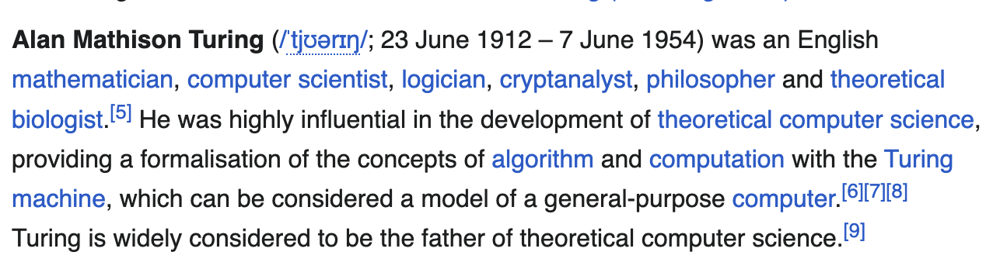 Alan Mathison Turing (/ˈtjʊərɪŋ/; 23 June 1912 – 7 June 1954) was an English
mathematician, computer scientist, logician, cryptanalyst, philosopher and theoretical
biologist.[5] He was highly influential in the development of theoretical computer science,
providing a formalisation of the concepts of algorithm and computation with the Turing
machine, which can be considered a model of a general-purpose computer.[6][7][8]
Turing is widely considered to be the father of theoretical computer science.[9]